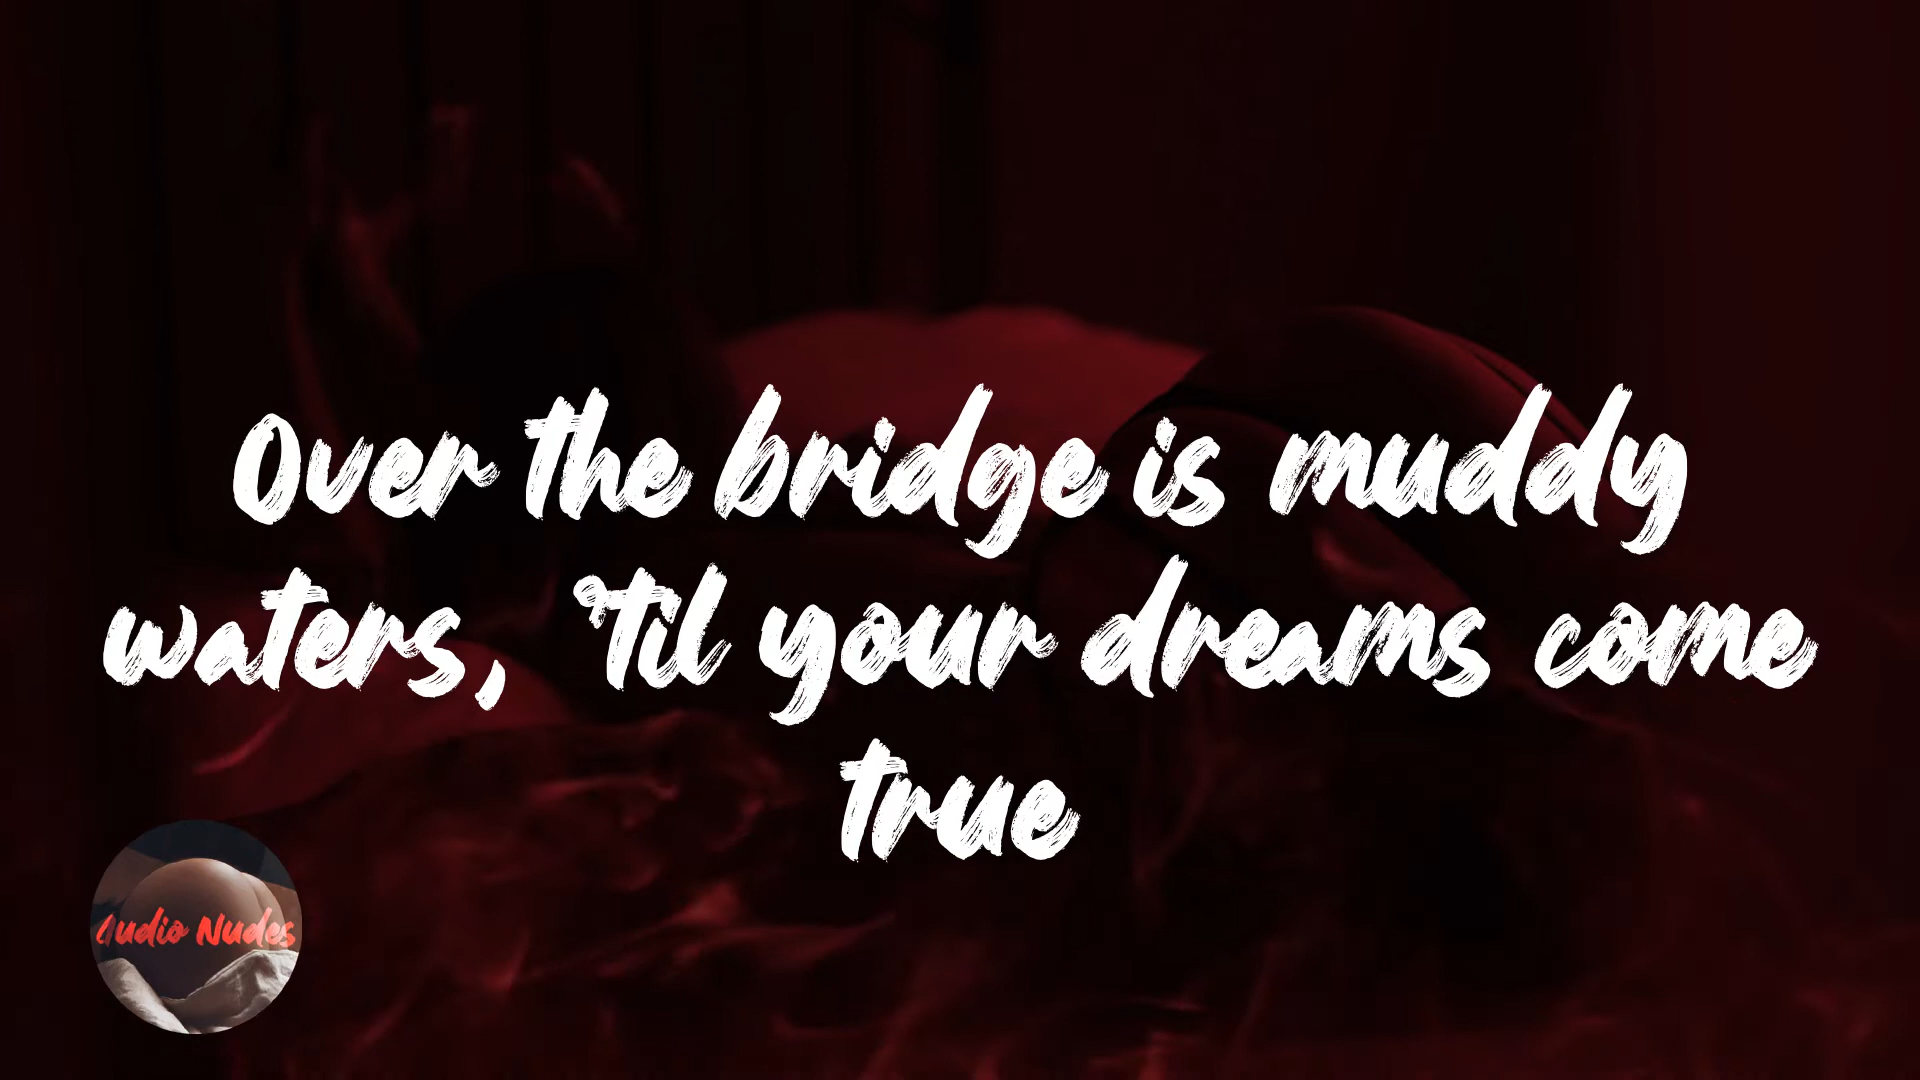 Over the bridge is muddy
waters, 'til your dreams come
true
Audio Nudes